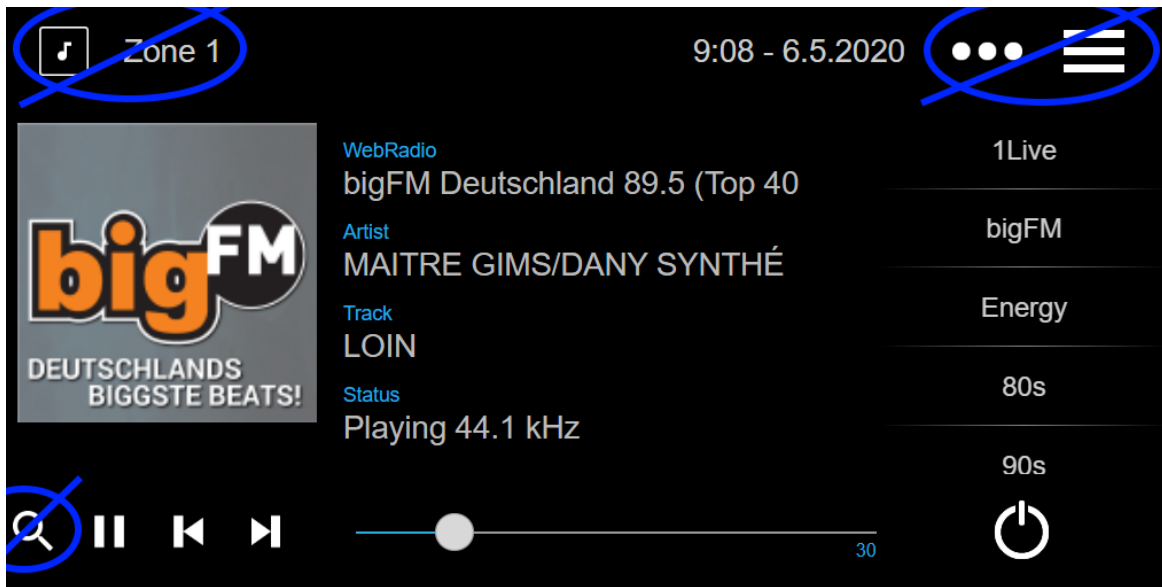 Zone 1
9:08 - 6.5.2020
bigFM
DEUTSCHLANDS
BIGGSTE BEATS!
WebRadio
bigFM Deutschland 89.5 (Top 40
Artist
MAITRE GIMS/DANY SYNTHÉ
Track
LOIN
Status
Playing 44.1 kHz
1Live
bigFM
Energy
80s
90s
30